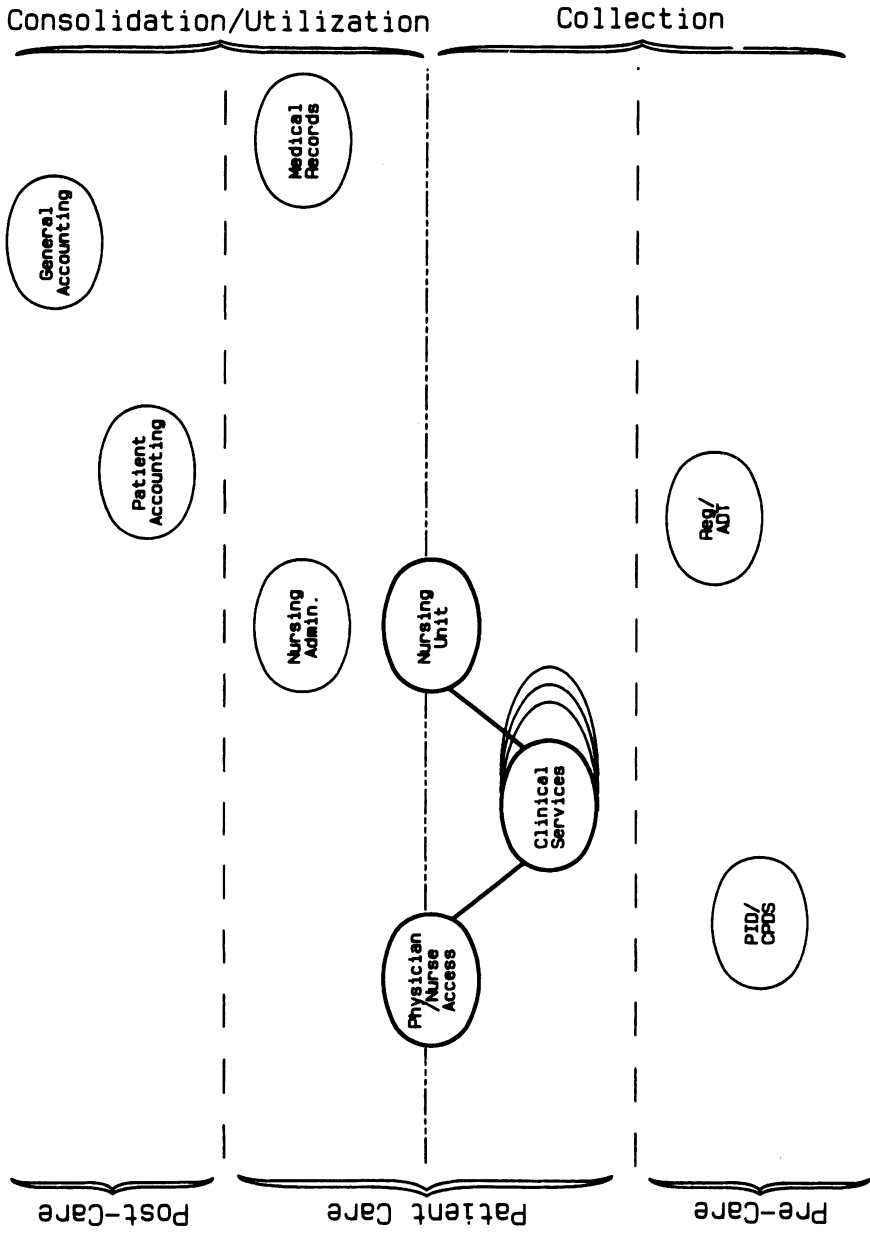 Consolidation/Utilization
Collection
Medical
Records
General
Accounting
Patient
Accounting
Reg/
ADT
Nursing
Admin.
Nursing
Unit
Clinical
Services
PID/
CPDS
Physician
/Nurse
Access
Post-Care
Patient Care
Pre-Care